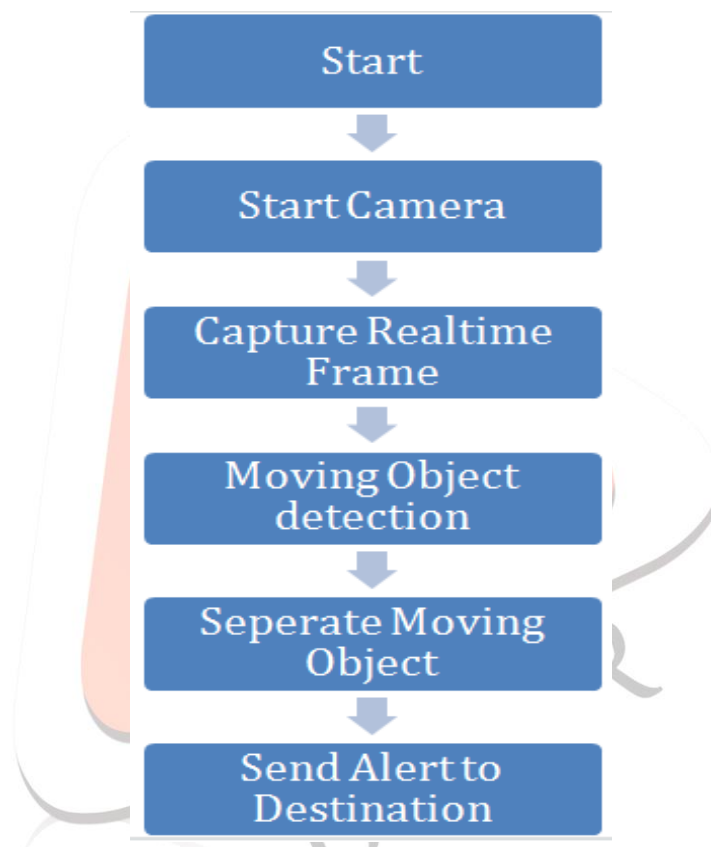 Start
Start Camera
Capture Realtime
Frame
Moving Object
detection
Seperate Moving
Object
Send Alert to
Destination